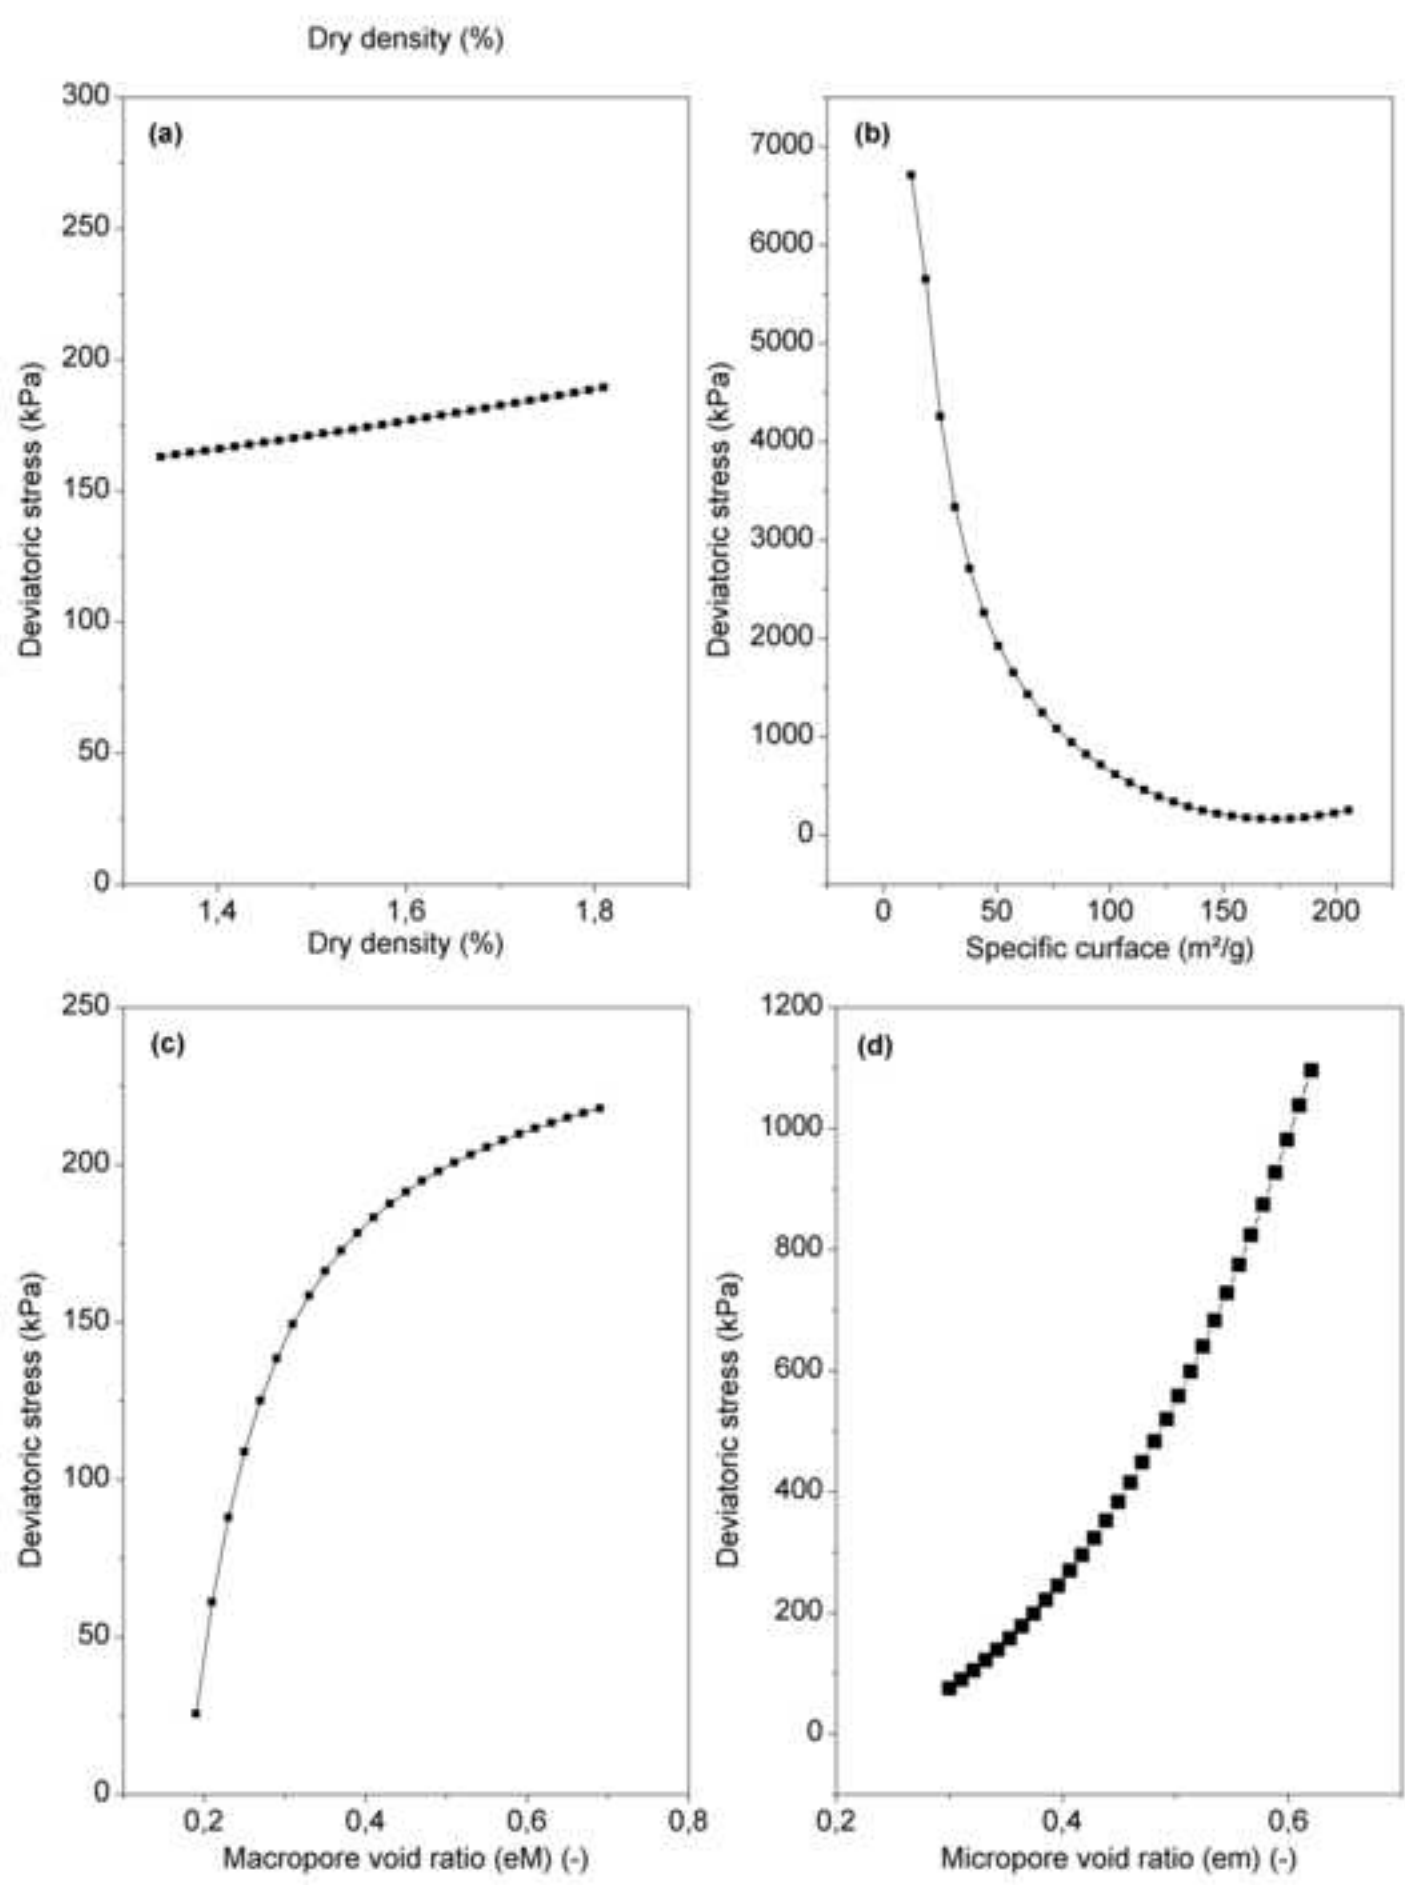 Dry density (%)
(a)
300
250
200
150
100
50
0
Deviatoric stress (kPa)
1,4 1,6 1,8
Dry density (%)
(b)
7000
6000
5000
4000
3000
2000
1000
0
Deviatoric stress (kPa)
0 50 100 150 200
Specific curface (m²/g)
(c)
250
200
150
100
50
0
Deviatoric stress (kPa)
0,2 0,4 0,6 0,8
Macropore void ratio (eM) (-)
(d)
1200
1000
800
600
400
200
0
Deviatoric stress (kPa)
0,2 0,4 0,6
Micropore void ratio (em) (-)